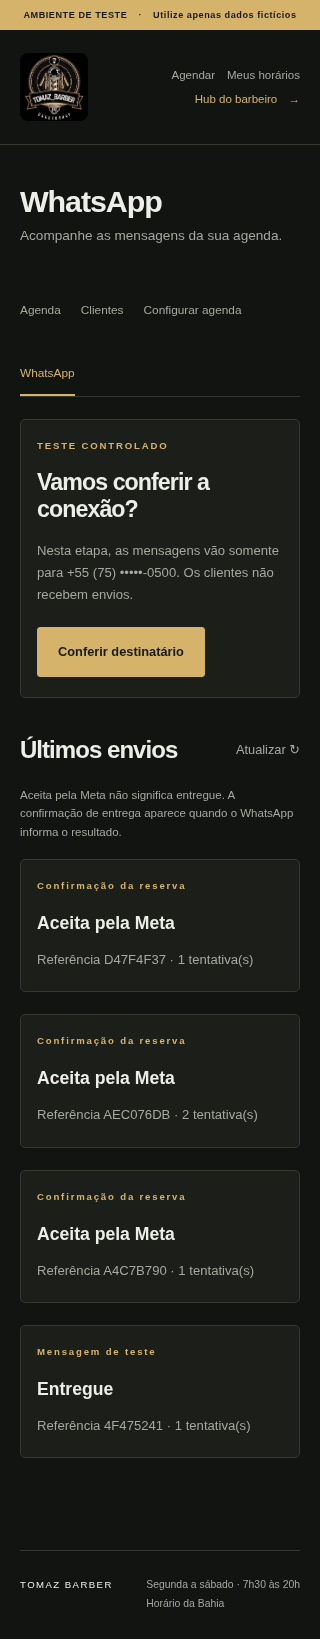 AMBIENTE DE TESTE · Utilize apenas dados fictícios
TOMAZ_BARBER
BARBERSHOP
Agendar Meus horários
Hub do barbeiro →
WhatsApp
Acompanhe as mensagens da sua agenda.
Agenda Clientes Configurar agenda
WhatsApp
TESTE CONTROLADO
Vamos conferir a
conexão?
Nesta etapa, as mensagens vão somente
para +55 (75) •••••-0500. Os clientes não
recebem envios.
Conferir destinatário
Últimos envios Atualizar ↻
Aceita pela Meta não significa entregue. A
confirmação de entrega aparece quando o WhatsApp
informa o resultado.
Confirmação da reserva
Aceita pela Meta
Referência D47F4F37 · 1 tentativa(s)
Confirmação da reserva
Aceita pela Meta
Referência AEC076DB · 2 tentativa(s)
Confirmação da reserva
Aceita pela Meta
Referência A4C7B790 · 1 tentativa(s)
Mensagem de teste
Entregue
Referência 4F475241 · 1 tentativa(s)
TOMAZ BARBER
Segunda a sábado · 7h30 às 20h
Horário da Bahia